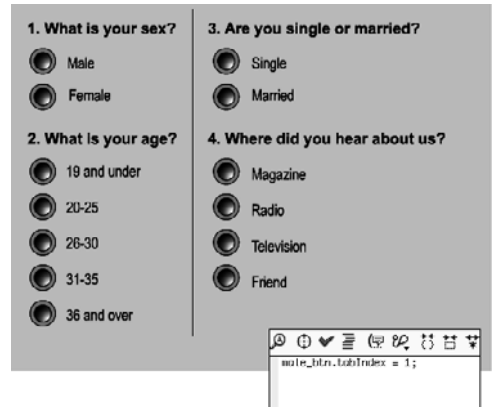 1. What is your sex?
Male
Female
2. What is your age?
19 and under
20-25
26-30
31-35
36 and over
3. Are you single or married?
Single
Married
4. Where did you hear about us?
Magazine
Radio
Television
Friend
male_btn.tabIndex = 1;